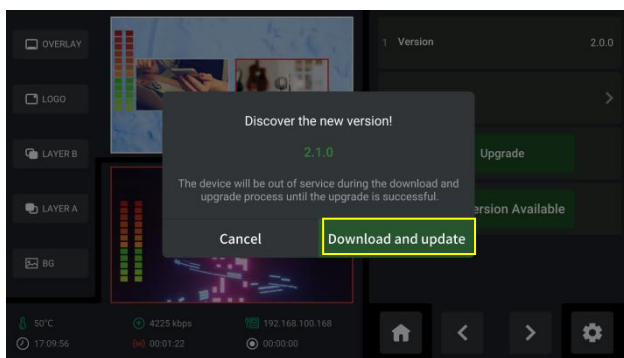 OVERLAY
LOGO
LAYER B
LAYER A
BG
1 Version 2.0.0
Upgrade
ersion Available
Discover the new version!
2.1.0
The device will be out of service during the download and
upgrade process until the upgrade is successful.
Cancel
Download and update
50°C
4225 kbps
192.168.100.168
17:09:56
00:01:22
00:00:00